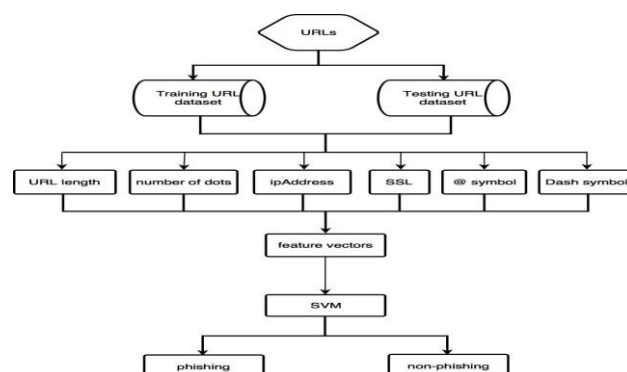 URLs
Training URL
dataset
Testing URL
dataset
URL length
number of dots
ipAddress
SSL
@ symbol
Dash symbol
feature vectors
SVM
phishing
non-phishing